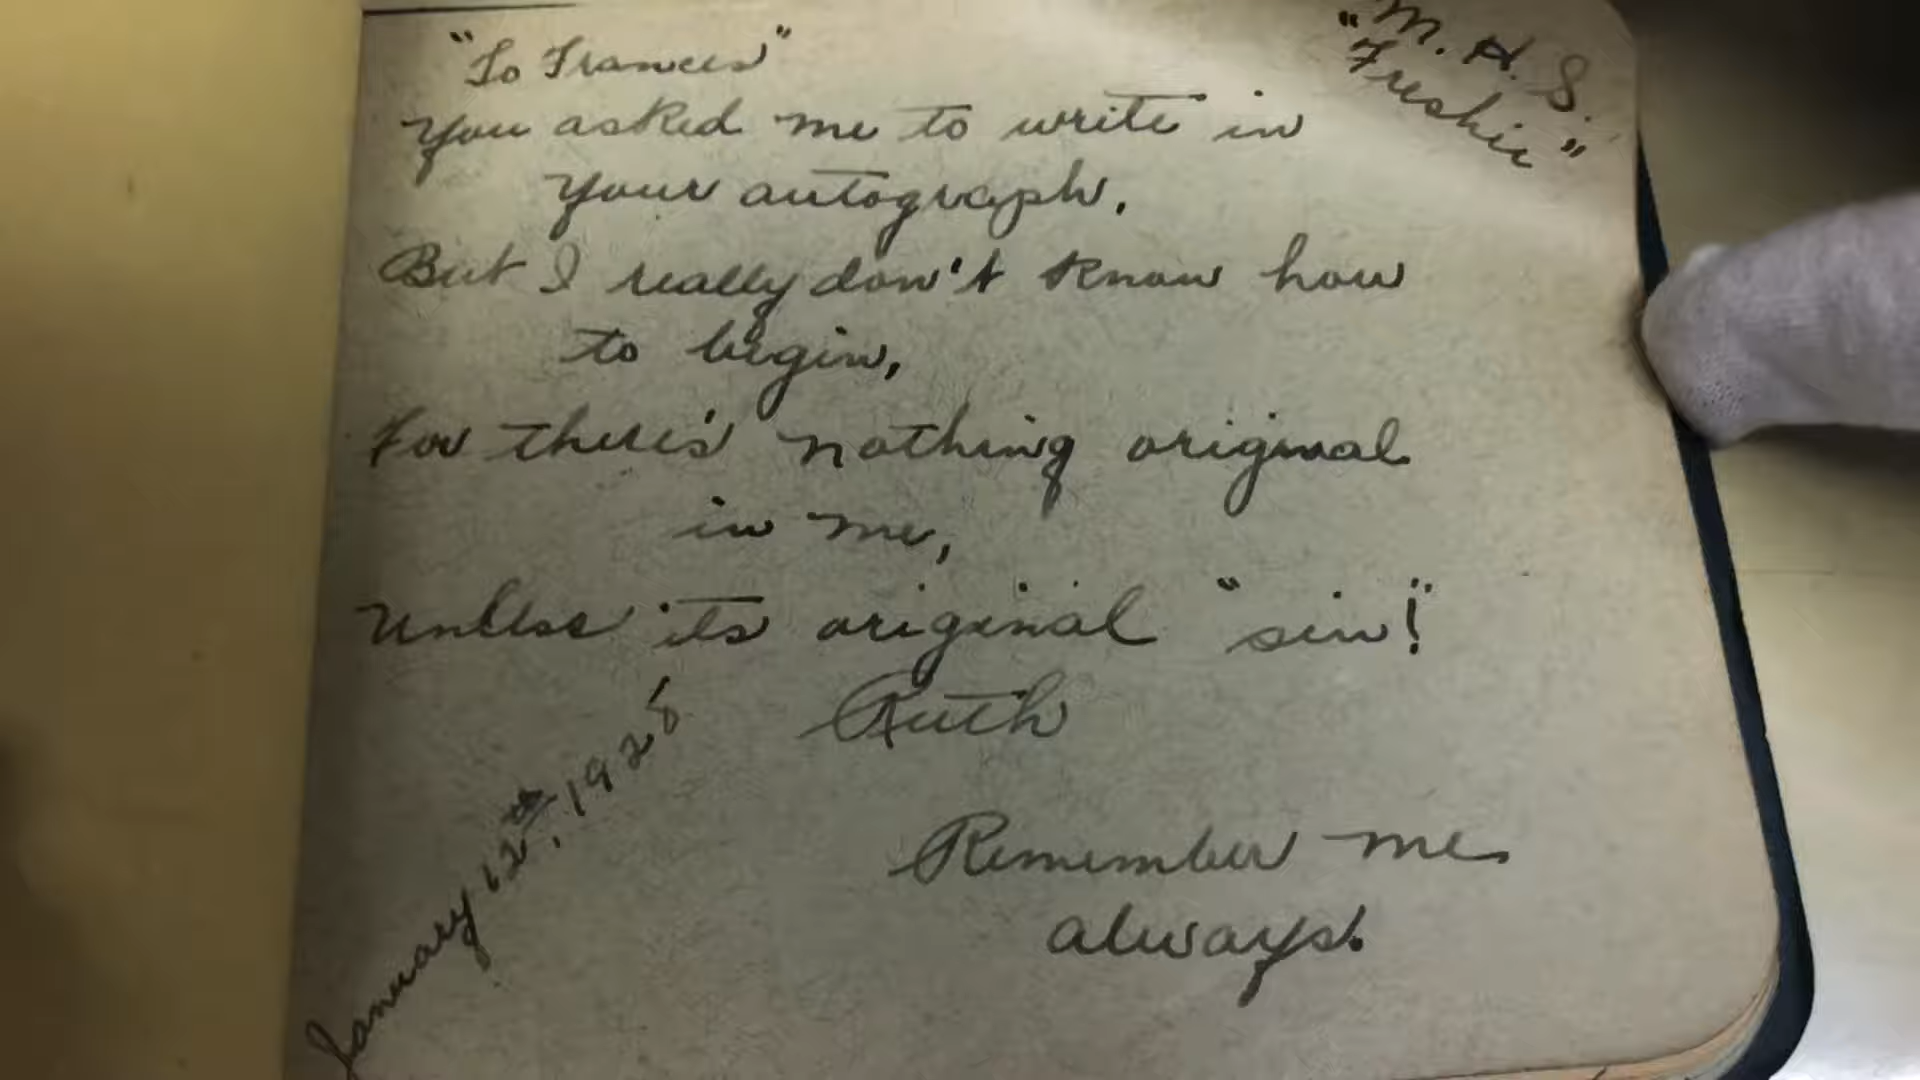 "To Frances"
"M. H. S.
Freshie"
You asked me to write in
your autograph,
But I really don't know how
to begin,
For there's nothing original
in me,
Unless its original "sin!"
Ruth
January 12th, 1928
Remember me
always.